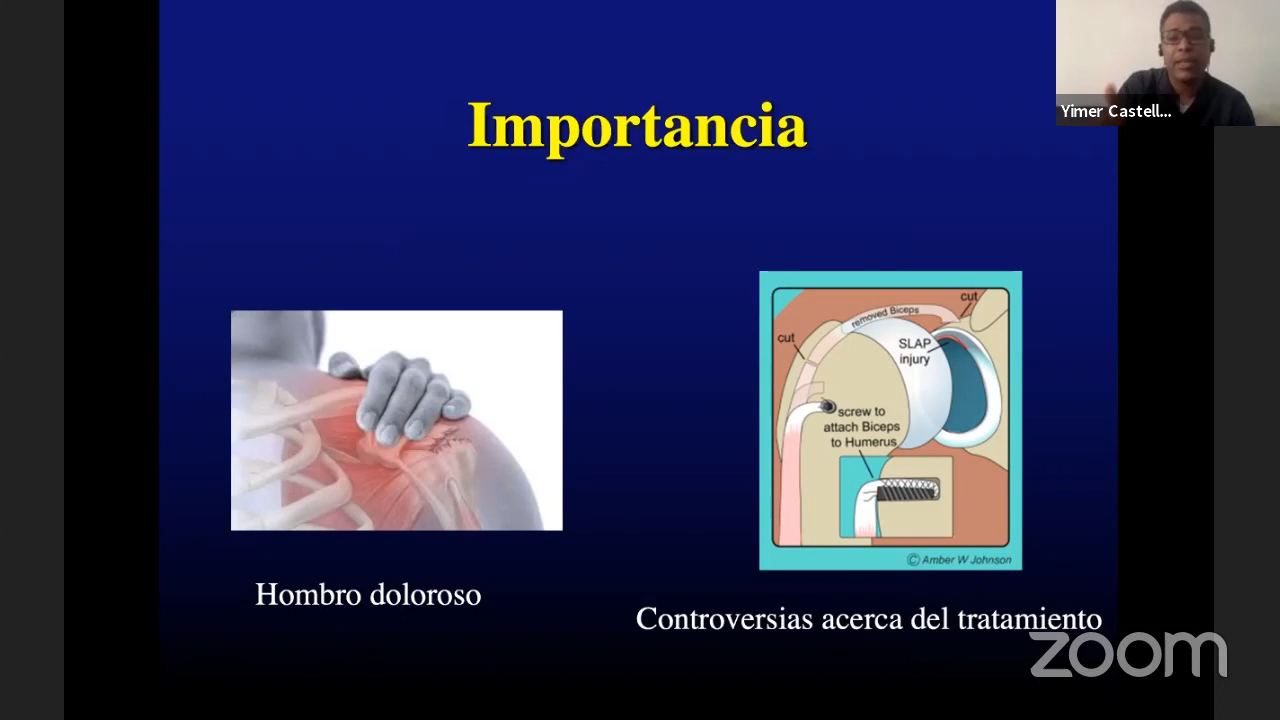 Importancia
Yimer Castell...
cut
removed Biceps
cut
SLAP
injury
screw to
attach Biceps
to Humerus
© Amber W Johnson
Hombro doloroso
Controversias acerca del tratamiento
zoom